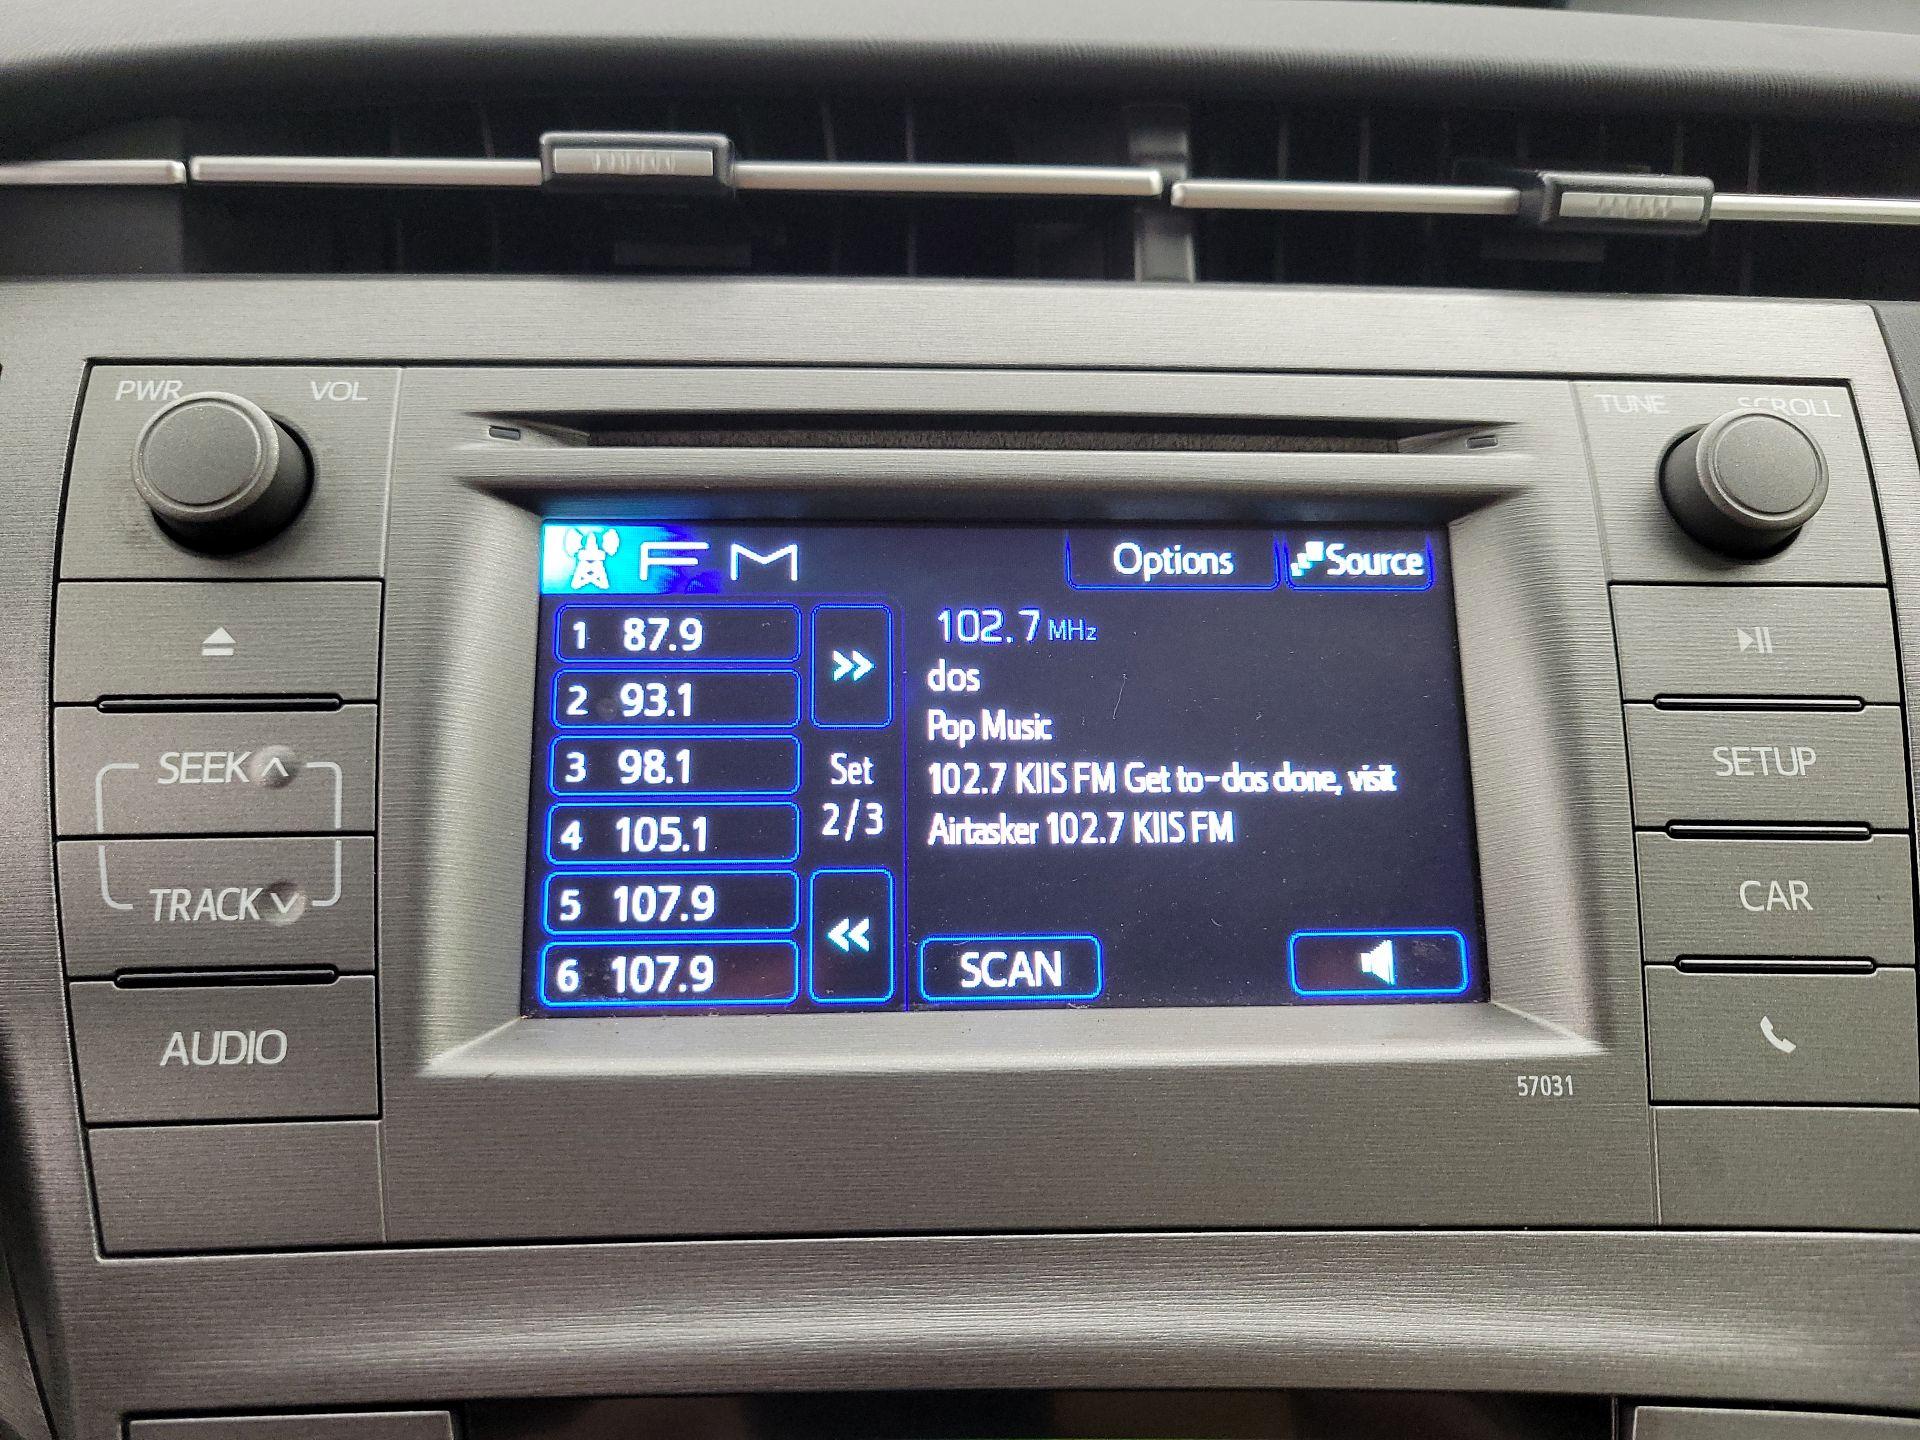 PWR VOL
TUNE SCROLL
FM
Options
Source
1 87.9
2 93.1
3 98.1
4 105.1
5 107.9
6 107.9
Set
2/3
102.7 MHz
dos
Pop Music
102.7 KIIS FM Get to-dos done, visit
Airtasker 102.7 KIIS FM
SCAN
SEEK
TRACK
AUDIO
SETUP
CAR
57031